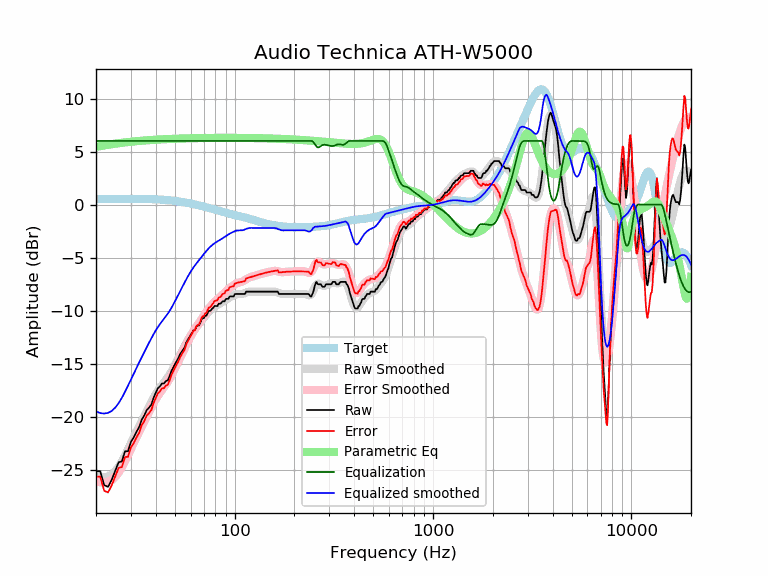 Audio Technica ATH-W5000
Amplitude (dBr)
10
5
0
−5
−10
−15
−20
−25
Target
Raw Smoothed
Error Smoothed
Raw
Error
Parametric Eq
Equalization
Equalized smoothed
100
1000
10000
Frequency (Hz)